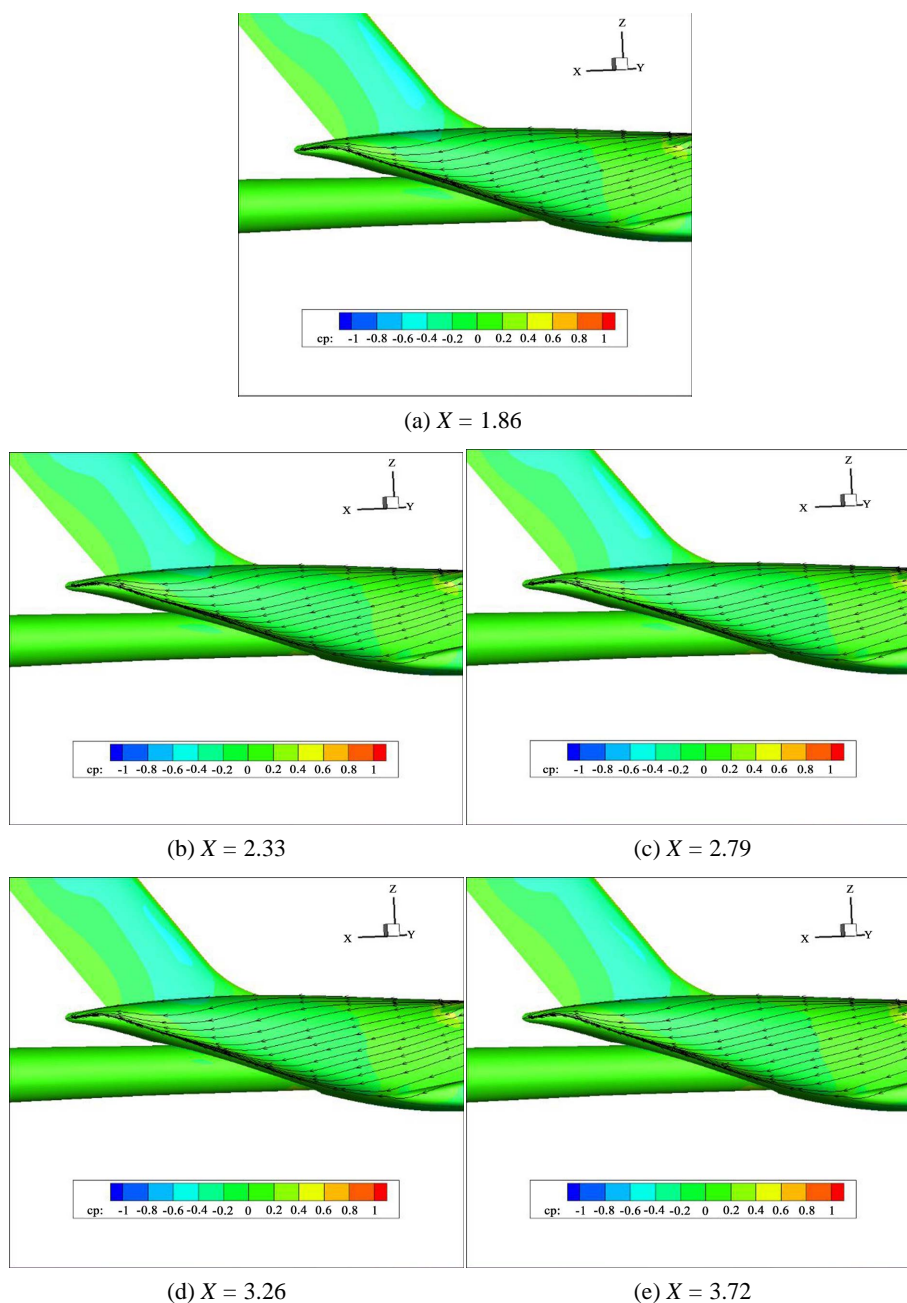 Z
X
Y
cp: -1 -0.8 -0.6 -0.4 -0.2 0 0.2 0.4 0.6 0.8 1
(a) X = 1.86
Z Z
X Y X Y
cp: -1 -0.8 -0.6 -0.4 -0.2 0 0.2 0.4 0.6 0.8 1 cp: -1 -0.8 -0.6 -0.4 -0.2 0 0.2 0.4 0.6 0.8 1
(b) X = 2.33 (c) X = 2.79
Z Z
X Y X Y
cp: -1 -0.8 -0.6 -0.4 -0.2 0 0.2 0.4 0.6 0.8 1 cp: -1 -0.8 -0.6 -0.4 -0.2 0 0.2 0.4 0.6 0.8 1
(d) X = 3.26 (e) X = 3.72